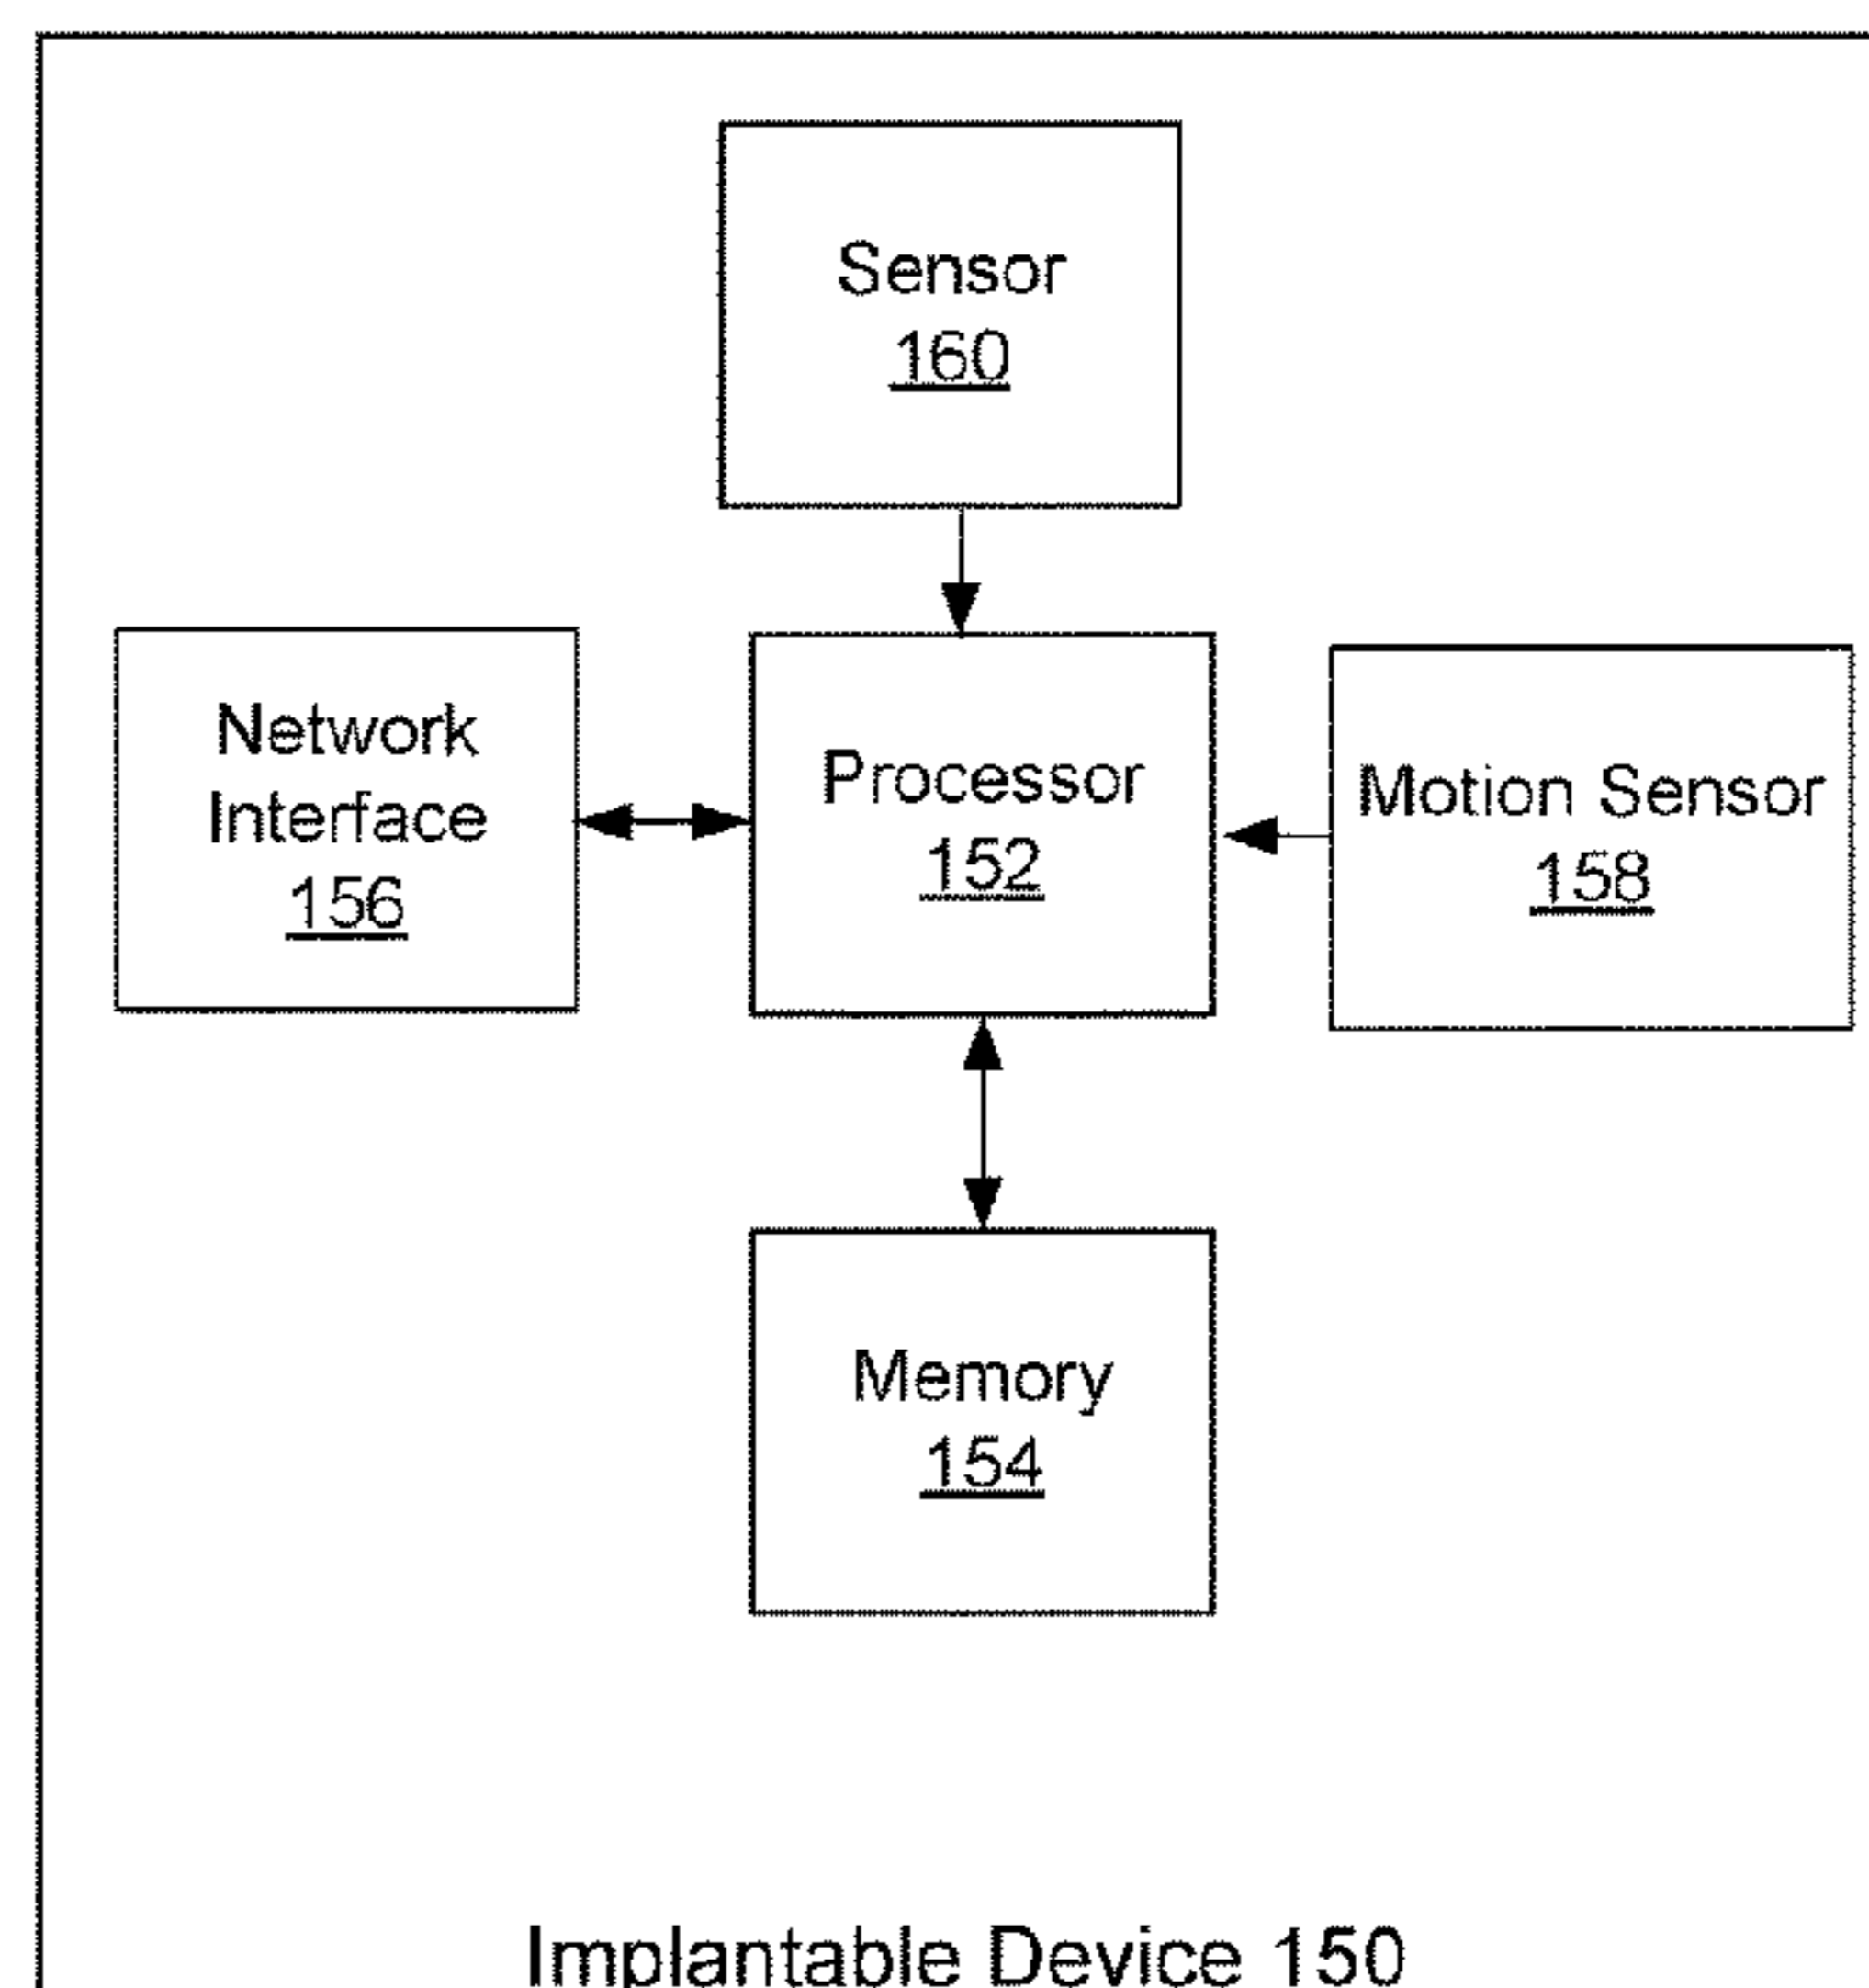 Sensor
160
Network
Interface
156
Processor
152
Motion Sensor
158
Memory
154
Implantable Device 150